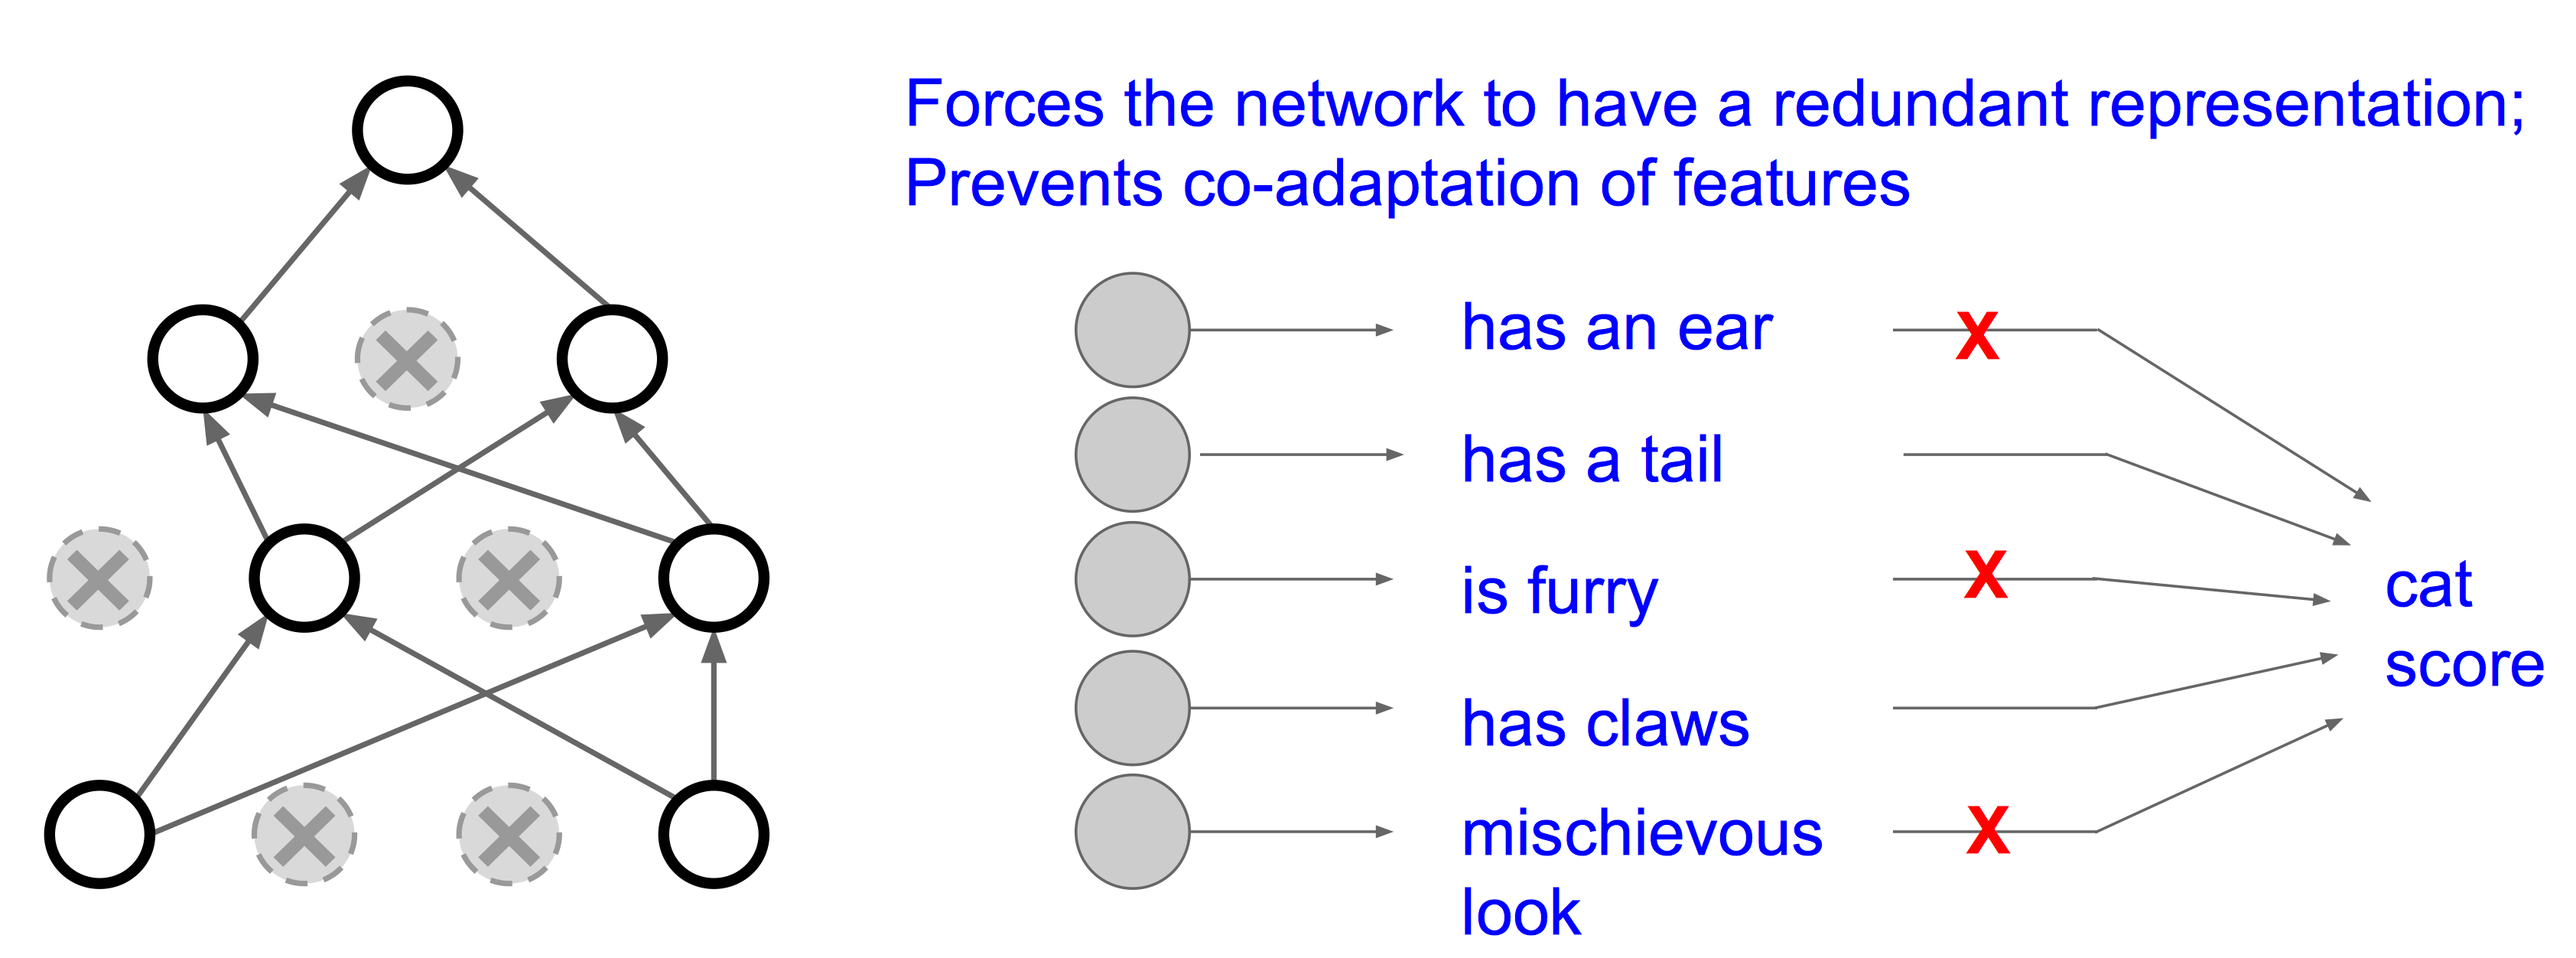 Forces the network to have a redundant representation;
Prevents co-adaptation of features
has an ear
X
has a tail
is furry
X
has claws
mischievous
look
X
cat
score